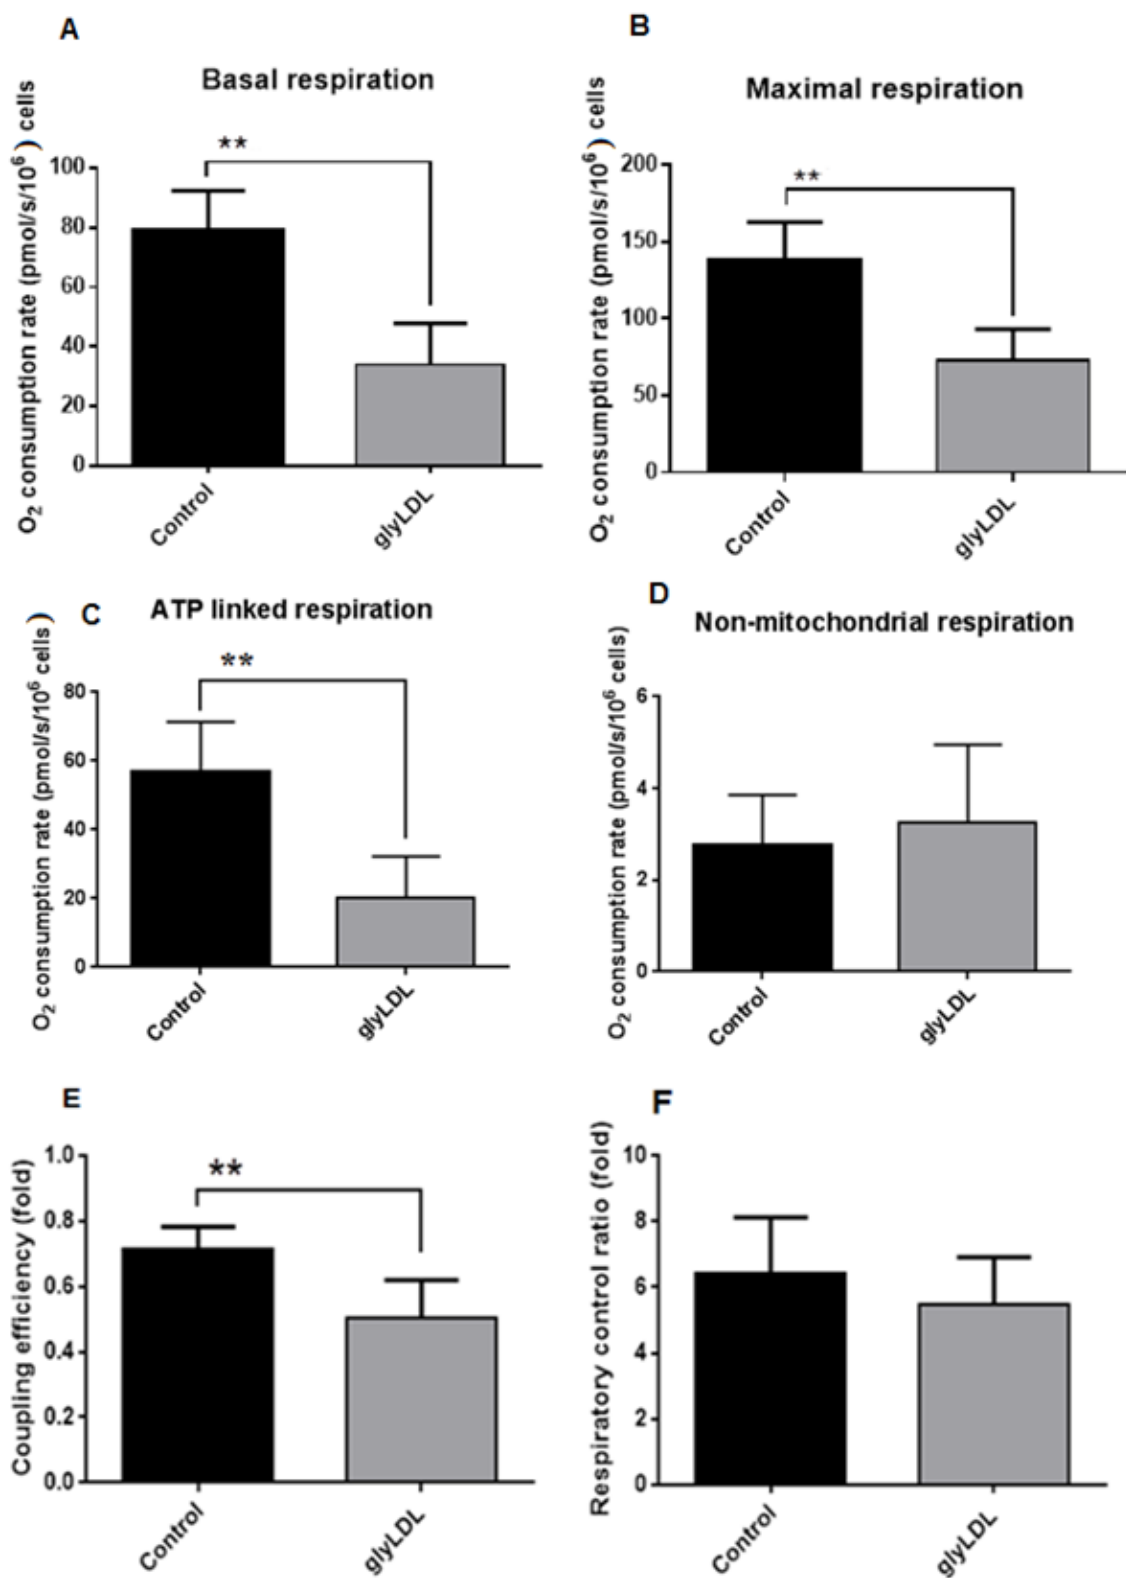 A
Basal respiration
O2 consumption rate (pmol/s/10^6) cells
**
100
80
60
40
20
0
Control
glyLDL
B
Maximal respiration
O2 consumption rate (pmol/s/10^6) cells
**
200
150
100
50
0
Control
glyLDL
C
ATP linked respiration
O2 consumption rate (pmol/s/10^6 cells)
)
**
80
60
40
20
0
Control
glyLDL
D
Non-mitochondrial respiration
O2 consumption rate (pmol/s/10^6 cells)
6
4
2
0
Control
glyLDL
E
Coupling efficiency (fold)
**
1.0
0.8
0.6
0.4
0.2
0.0
Control
glyLDL
F
Respiratory control ratio (fold)
10
8
6
4
2
0
Control
glyLDL